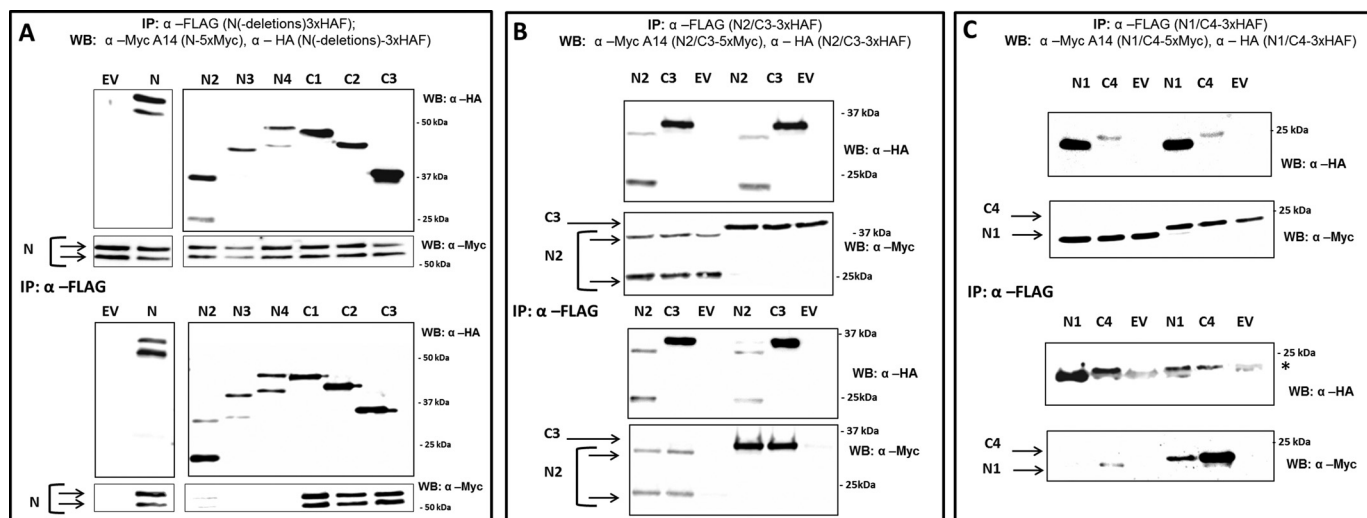 A
IP: α –FLAG (N(-deletions)3xHAF);
WB: α –Myc A14 (N-5xMyc), α – HA (N(-deletions)-3xHAF)
EV N N2 N3 N4 C1 C2 C3
WB: α –HA
- 50 kDa
- 37 kDa
- 25 kDa
N
WB: α –Myc
- 50 kDa
IP: α –FLAG
EV N N2 N3 N4 C1 C2 C3
WB: α –HA
- 50 kDa
- 37 kDa
- 25 kDa
N
WB: α –Myc
- 50 kDa
B
IP: α –FLAG (N2/C3-3xHAF)
WB: α –Myc A14 (N2/C3-5xMyc), α – HA (N2/C3-3xHAF)
N2 C3 EV N2 C3 EV
- 37 kDa
WB: α –HA
- 25kDa
C3
- 37 kDa
WB: α –Myc
N2
- 25kDa
IP: α –FLAG
N2 C3 EV N2 C3 EV
- 37 kDa
WB: α –HA
- 25kDa
C3
- 37 kDa
WB: α –Myc
N2
- 25kDa
C
IP: α –FLAG (N1/C4-3xHAF)
WB: α –Myc A14 (N1/C4-5xMyc), α – HA (N1/C4-3xHAF)
N1 C4 EV N1 C4 EV
- 25 kDa
WB: α –HA
C4
- 25 kDa
N1
WB: α –Myc
IP: α –FLAG
N1 C4 EV N1 C4 EV
- 25 kDa
*
WB: α –HA
C4
- 25 kDa
N1
WB: α –Myc